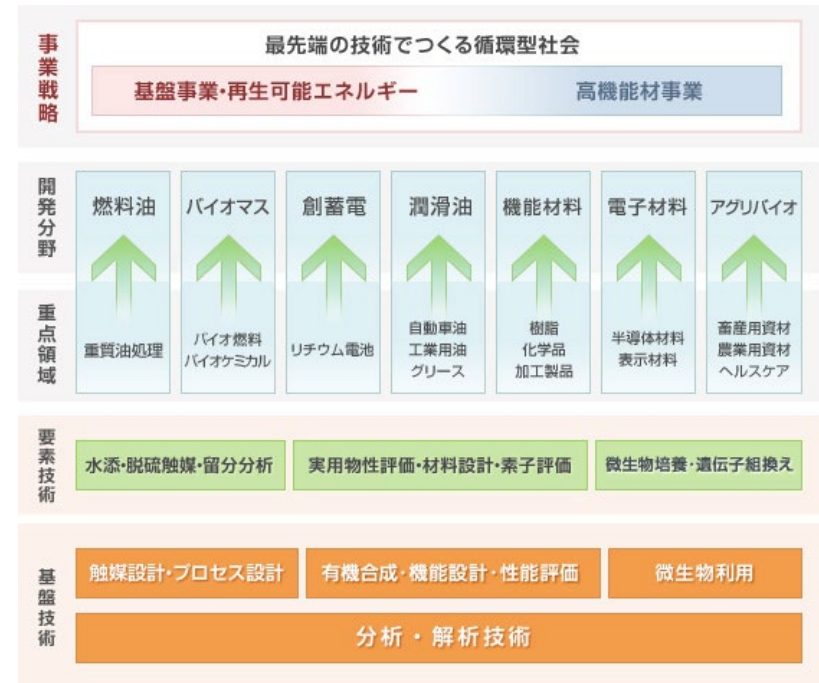 事業戦略
最先端の技術でつくる循環型社会
基盤事業・再生可能エネルギー
高機能材事業
開発分野
燃料油
バイオマス
創蓄電
潤滑油
機能材料
電子材料
アグリバイオ
重点領域
重質油処理
バイオ燃料
バイオケミカル
リチウム電池
自動車油
工業用油
グリース
樹脂
化学品
加工製品
半導体材料
表示材料
畜産用資材
農業用資材
ヘルスケア
要素技術
水添・脱硫触媒・留分分析
実用物性評価・材料設計・素子評価
微生物培養・遺伝子組換え
基盤技術
触媒設計・プロセス設計
有機合成・機能設計・性能評価
微生物利用
分析・解析技術